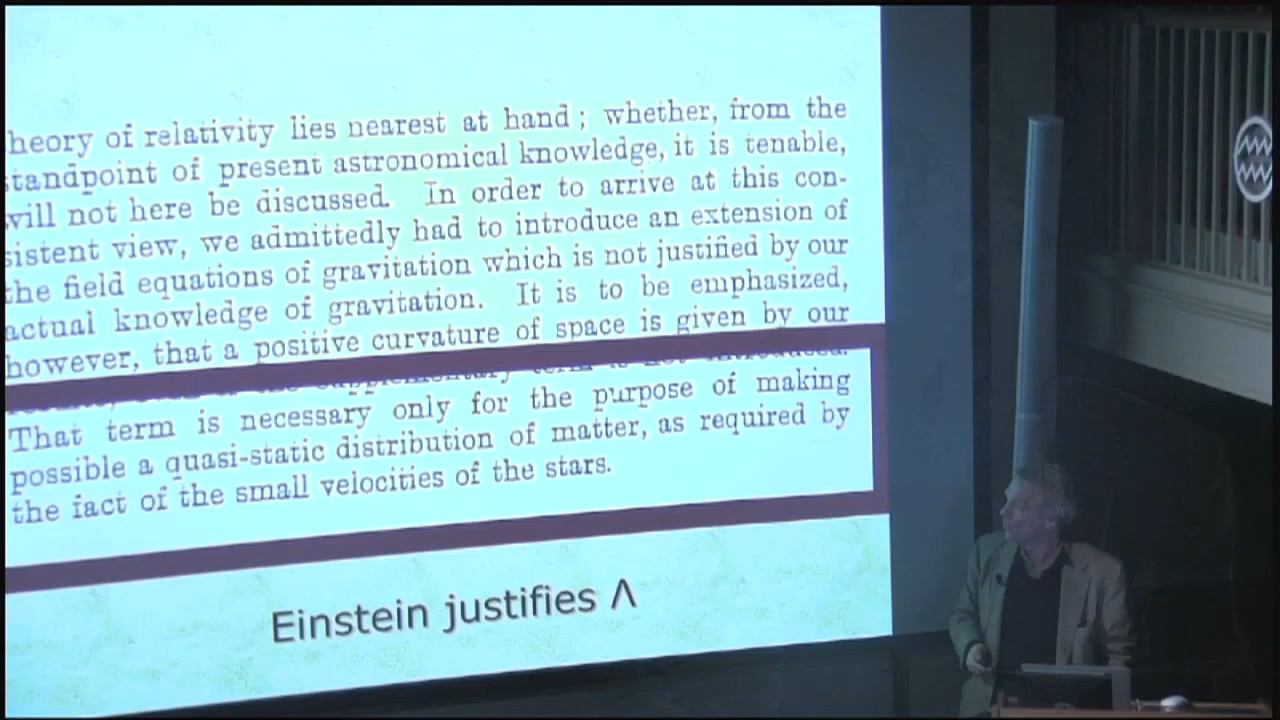 heory of relativity lies nearest at hand; whether, from the
standpoint of present astronomical knowledge, it is tenable,
will not here be discussed. In order to arrive at this con-
sistent view, we admittedly had to introduce an extension of
the field equations of gravitation which is not justified by our
actual knowledge of gravitation. It is to be emphasized,
however, that a positive curvature of space is given by our
supplementary term is not introduced.
That term is necessary only for the purpose of making
possible a quasi-static distribution of matter, as required by
the fact of the small velocities of the stars.
Einstein justifies Λ